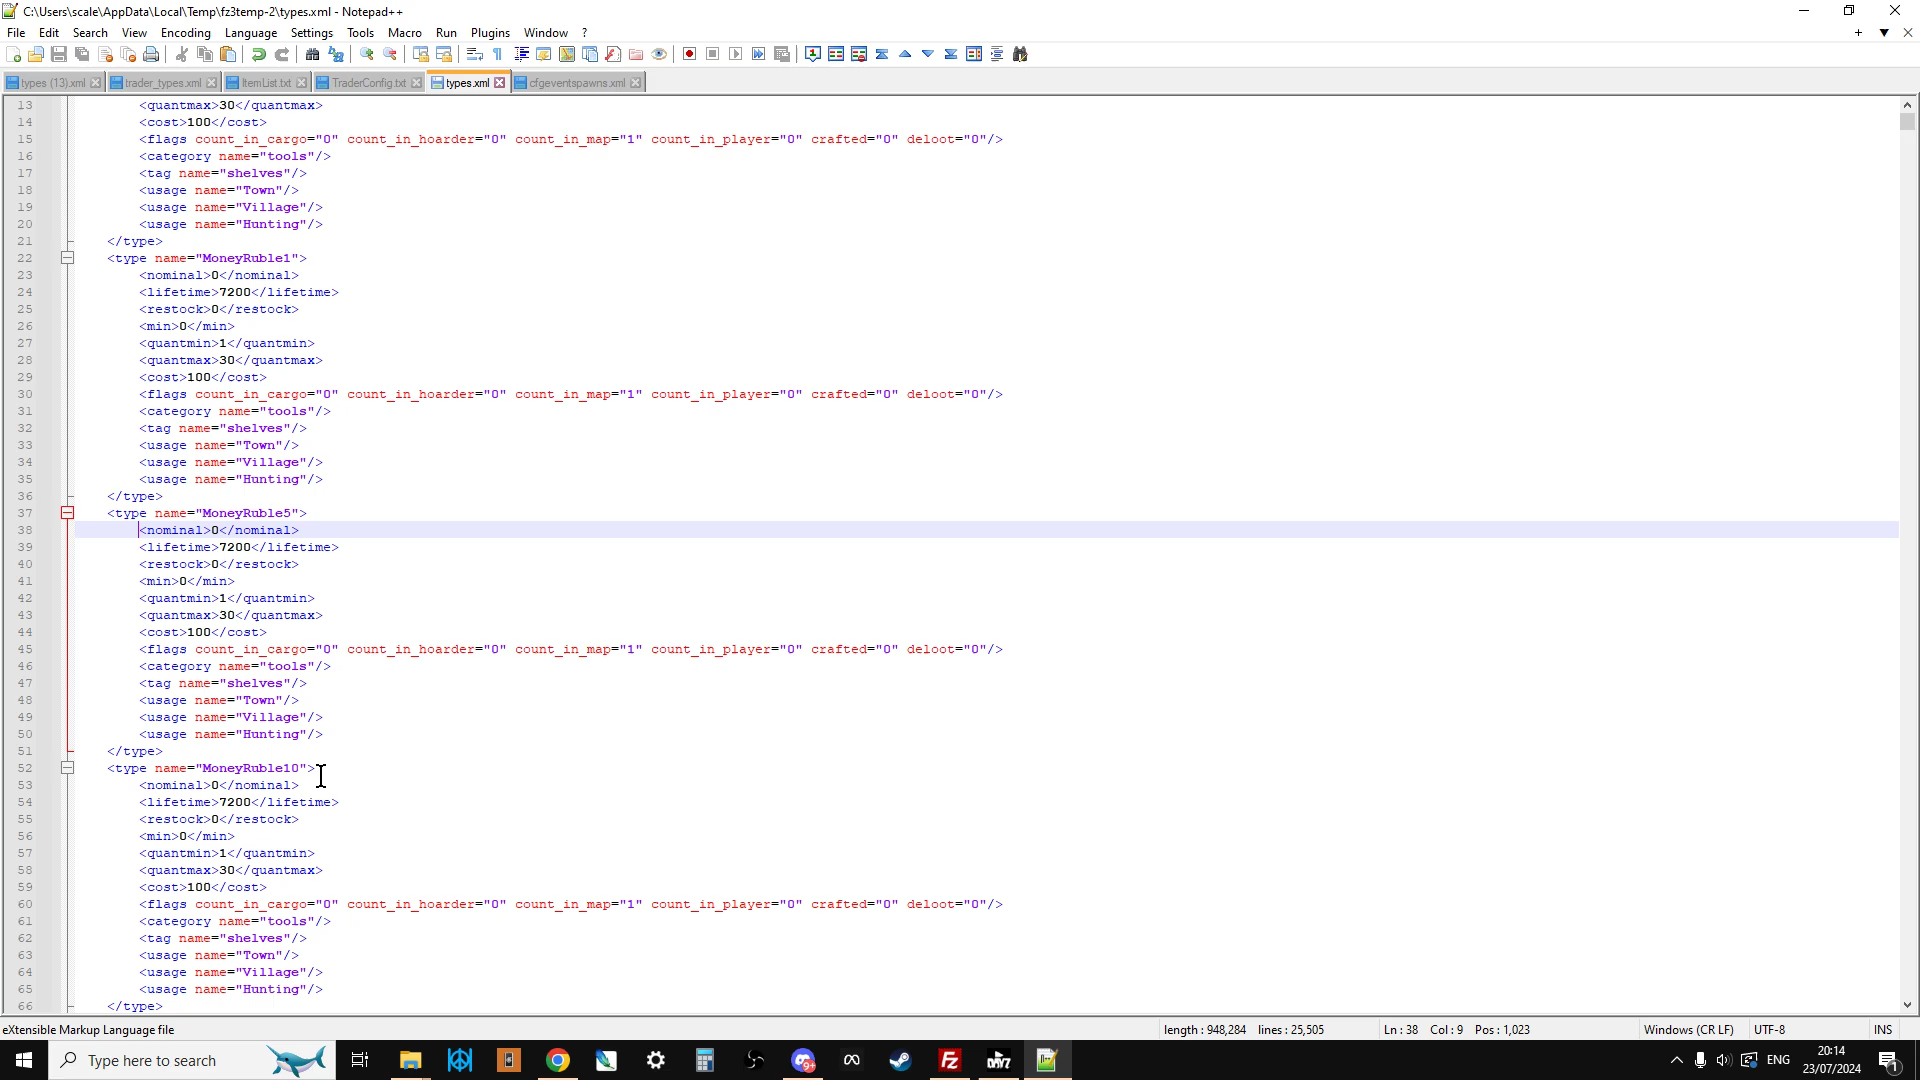 C:\Users\scale\AppData\Local\Temp\fz3temp-2\types.xml - Notepad++
File Edit Search View Encoding Language Settings Tools Macro Run Plugins Window ?
types (13).xml trader_types.xml ItemList.txt TraderConfig.txt types.xml cfgeventspawns.xml
13 <quantmax>30</quantmax>
14 <cost>100</cost>
15 <flags count_in_cargo="0" count_in_hoarder="0" count_in_map="1" count_in_player="0" crafted="0" deloot="0"/>
16 <category name="tools"/>
17 <tag name="shelves"/>
18 <usage name="Town"/>
19 <usage name="Village"/>
20 <usage name="Hunting"/>
21 </type>
22 <type name="MoneyRuble1">
23 <nominal>0</nominal>
24 <lifetime>7200</lifetime>
25 <restock>0</restock>
26 <min>0</min>
27 <quantmin>1</quantmin>
28 <quantmax>30</quantmax>
29 <cost>100</cost>
30 <flags count_in_cargo="0" count_in_hoarder="0" count_in_map="1" count_in_player="0" crafted="0" deloot="0"/>
31 <category name="tools"/>
32 <tag name="shelves"/>
33 <usage name="Town"/>
34 <usage name="Village"/>
35 <usage name="Hunting"/>
36 </type>
37 <type name="MoneyRuble5">
38 <nominal>0</nominal>
39 <lifetime>7200</lifetime>
40 <restock>0</restock>
41 <min>0</min>
42 <quantmin>1</quantmin>
43 <quantmax>30</quantmax>
44 <cost>100</cost>
45 <flags count_in_cargo="0" count_in_hoarder="0" count_in_map="1" count_in_player="0" crafted="0" deloot="0"/>
46 <category name="tools"/>
47 <tag name="shelves"/>
48 <usage name="Town"/>
49 <usage name="Village"/>
50 <usage name="Hunting"/>
51 </type>
52 <type name="MoneyRuble10">
53 <nominal>0</nominal>
54 <lifetime>7200</lifetime>
55 <restock>0</restock>
56 <min>0</min>
57 <quantmin>1</quantmin>
58 <quantmax>30</quantmax>
59 <cost>100</cost>
60 <flags count_in_cargo="0" count_in_hoarder="0" count_in_map="1" count_in_player="0" crafted="0" deloot="0"/>
61 <category name="tools"/>
62 <tag name="shelves"/>
63 <usage name="Town"/>
64 <usage name="Village"/>
65 <usage name="Hunting"/>
66 </type>
eXtensible Markup Language file length : 948,284 lines : 25,505 Ln : 38 Col : 9 Pos : 1,023 Windows (CR LF) UTF-8 INS
Type here to search 9+ DAYZ ENG 20:14
23/07/2024 1